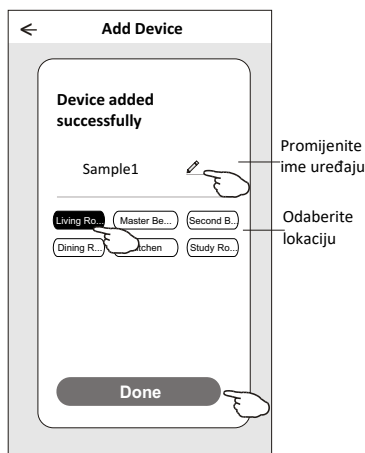 Add Device
Device added
successfully
Sample1
Promijenite
ime uređaju
Living Ro...
Master Be...
Second B...
Odaberite
lokaciju
Dining R...
Study Ro...
Done